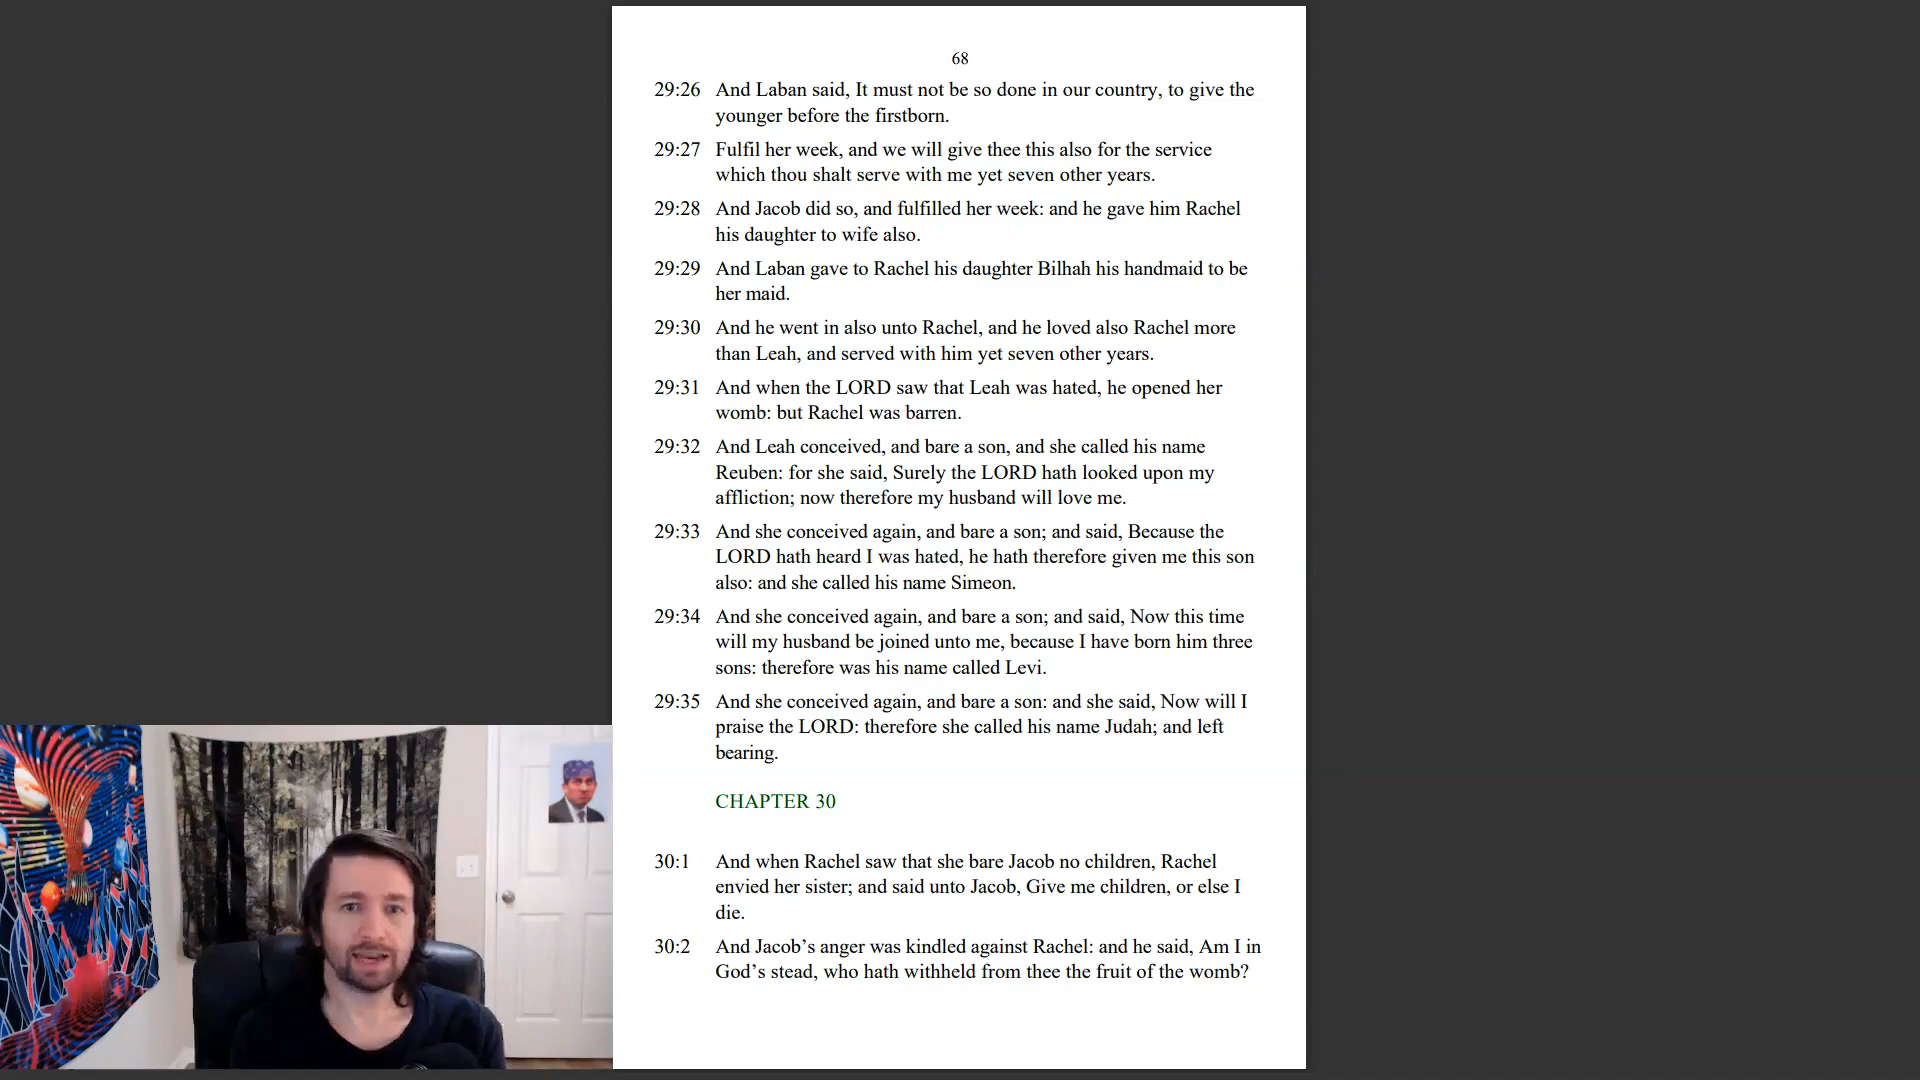 68
29:26 And Laban said, It must not be so done in our country, to give the
younger before the firstborn.
29:27 Fulfil her week, and we will give thee this also for the service
which thou shalt serve with me yet seven other years.
29:28 And Jacob did so, and fulfilled her week: and he gave him Rachel
his daughter to wife also.
29:29 And Laban gave to Rachel his daughter Bilhah his handmaid to be
her maid.
29:30 And he went in also unto Rachel, and he loved also Rachel more
than Leah, and served with him yet seven other years.
29:31 And when the LORD saw that Leah was hated, he opened her
womb: but Rachel was barren.
29:32 And Leah conceived, and bare a son, and she called his name
Reuben: for she said, Surely the LORD hath looked upon my
affliction; now therefore my husband will love me.
29:33 And she conceived again, and bare a son; and said, Because the
LORD hath heard I was hated, he hath therefore given me this son
also: and she called his name Simeon.
29:34 And she conceived again, and bare a son; and said, Now this time
will my husband be joined unto me, because I have born him three
sons: therefore was his name called Levi.
29:35 And she conceived again, and bare a son: and she said, Now will I
praise the LORD: therefore she called his name Judah; and left
bearing.
CHAPTER 30
30:1 And when Rachel saw that she bare Jacob no children, Rachel
envied her sister; and said unto Jacob, Give me children, or else I
die.
30:2 And Jacob’s anger was kindled against Rachel: and he said, Am I in
God’s stead, who hath withheld from thee the fruit of the womb?